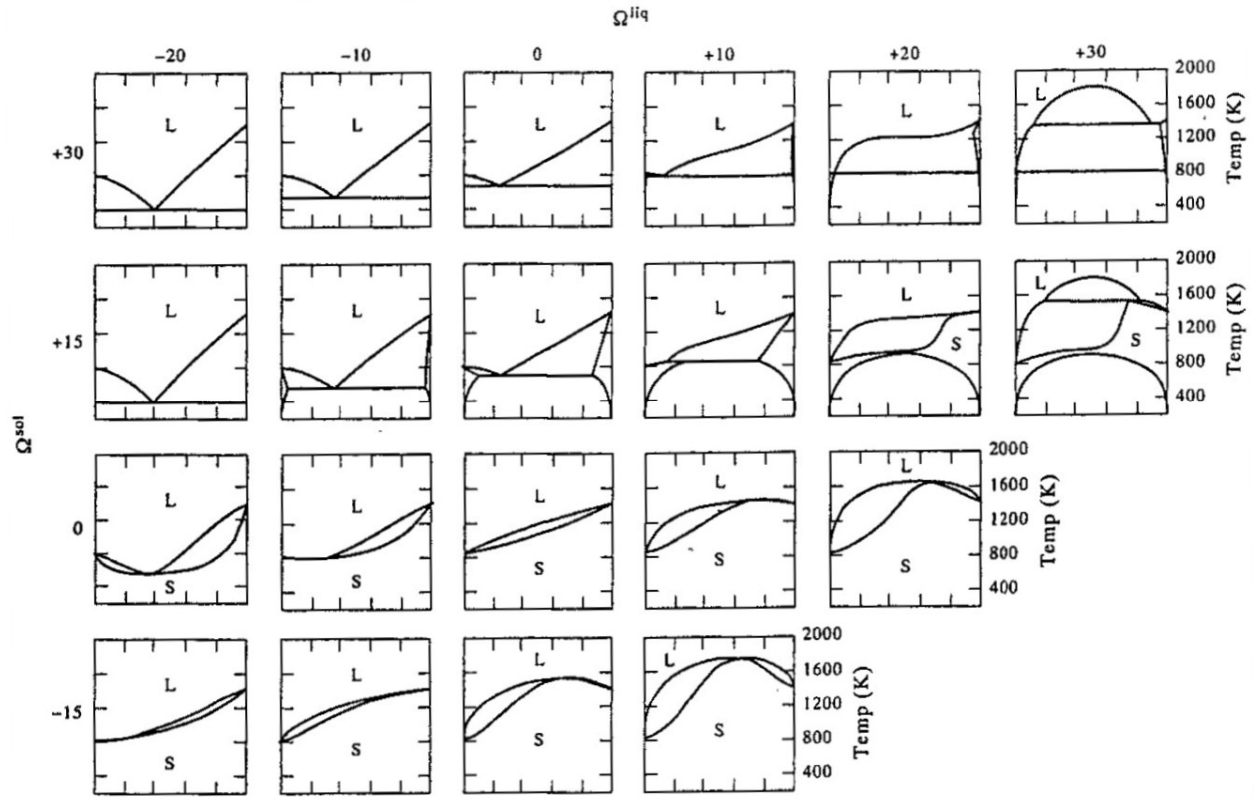 Ω^liq
−20 −10 0 +10 +20 +30
+30
L L L L L L
2000
1600
1200
800
400
Temp (K)
+15
L L L L L L
S S
2000
1600
1200
800
400
Temp (K)
Ω^sol
0
L L L L L
S S S S S
2000
1600
1200
800
400
Temp (K)
−15
L L L L
S S S S
2000
1600
1200
800
400
Temp (K)